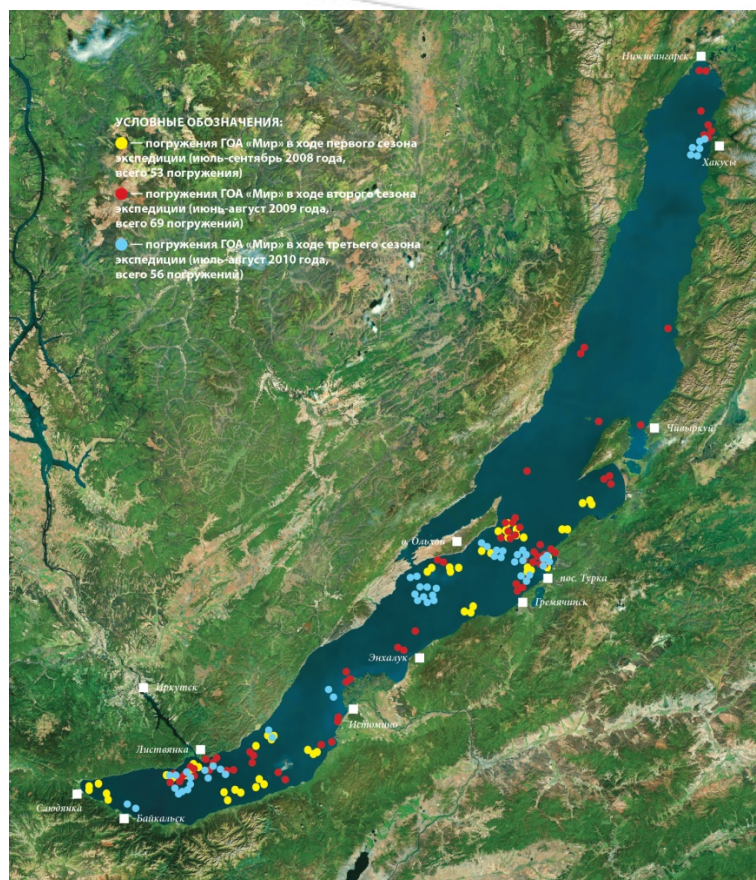 Нижнеангарск
УСЛОВНЫЕ ОБОЗНАЧЕНИЯ:
— погружения ГОА «Мир» в ходе первого сезона
экспедиции (июль-сентябрь 2008 года,
всего 53 погружения)
Хакусы
— погружения ГОА «Мир» в ходе второго сезона
экспедиции (июнь-август 2009 года,
всего 69 погружений)
— погружения ГОА «Мир» в ходе третьего сезона
экспедиции (июль-август 2010 года,
всего 56 погружений)
Чивыркуй
о. Ольхон
пос. Турка
Гремячинск
Энхалук
Иркутск
Истомино
Листвянка
Слюдянка
Байкальск